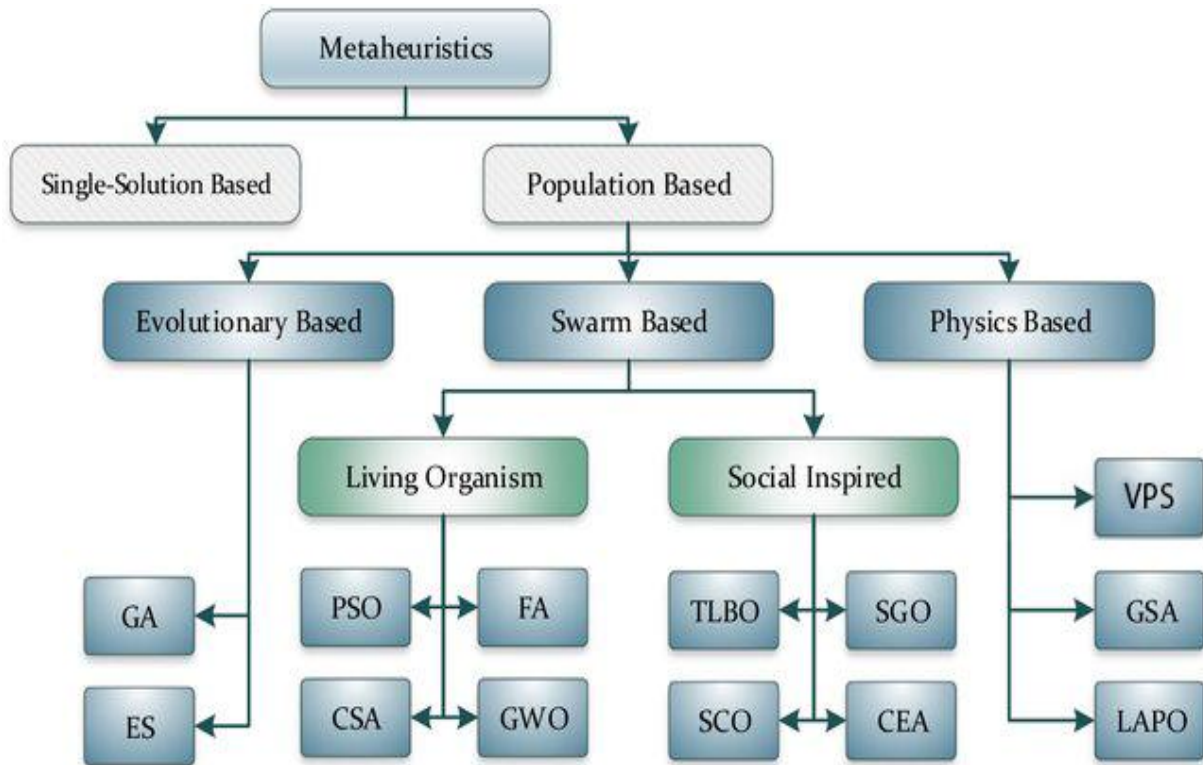 Metaheuristics
Single-Solution Based
Population Based
Evolutionary Based
Swarm Based
Physics Based
Living Organism
Social Inspired
VPS
GA
PSO
FA
TLBO
SGO
GSA
ES
CSA
GWO
SCO
CEA
LAPO